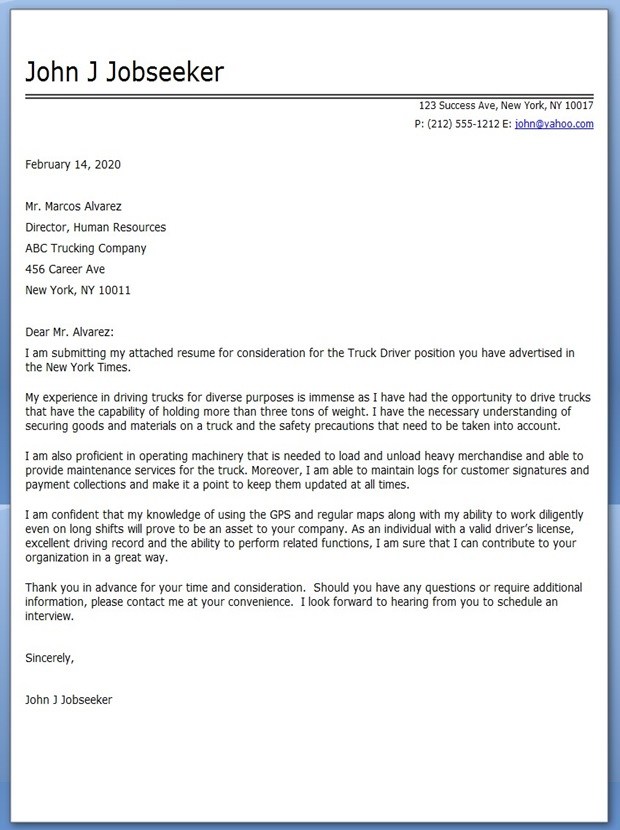 John J Jobseeker
123 Success Ave, New York, NY 10017
P: (212) 555-1212 E: john@yahoo.com
February 14, 2020
Mr. Marcos Alvarez
Director, Human Resources
ABC Trucking Company
456 Career Ave
New York, NY 10011
Dear Mr. Alvarez:
I am submitting my attached resume for consideration for the Truck Driver position you have advertised in
the New York Times.
My experience in driving trucks for diverse purposes is immense as I have had the opportunity to drive trucks
that have the capability of holding more than three tons of weight. I have the necessary understanding of
securing goods and materials on a truck and the safety precautions that need to be taken into account.
I am also proficient in operating machinery that is needed to load and unload heavy merchandise and able to
provide maintenance services for the truck. Moreover, I am able to maintain logs for customer signatures and
payment collections and make it a point to keep them updated at all times.
I am confident that my knowledge of using the GPS and regular maps along with my ability to work diligently
even on long shifts will prove to be an asset to your company. As an individual with a valid driver's license,
excellent driving record and the ability to perform related functions, I am sure that I can contribute to your
organization in a great way.
Thank you in advance for your time and consideration.  Should you have any questions or require additional
information, please contact me at your convenience.  I look forward to hearing from you to schedule an
interview.
Sincerely,
John J Jobseeker